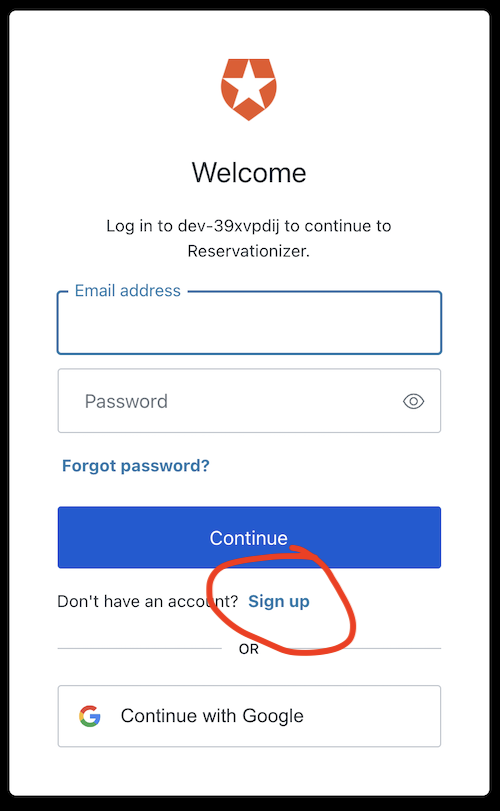 Welcome
Log in to dev-39xvpdij to continue to
Reservationizer.
Email address
Password
Forgot password?
Continue
Don't have an account? Sign up
OR
Continue with Google